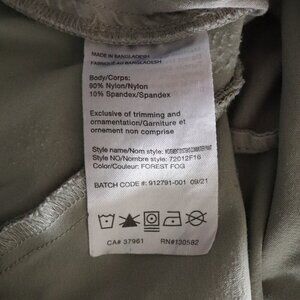 MADE IN BANGLADESH
FABRIQUÉ AU BANGLADESH
Body/Corps:
90% Nylon/Nylon
10% Spandex/Spandex
Exclusive of trimming and
ornamentation/Garniture et
ornement non comprise
Style name/Nom style:
Style no/Nom de style: 72012F16
Color/Couleur: FOREST FOG
BATCH CODE #: 912791-001 09/21
CA# 37961 RN#130582